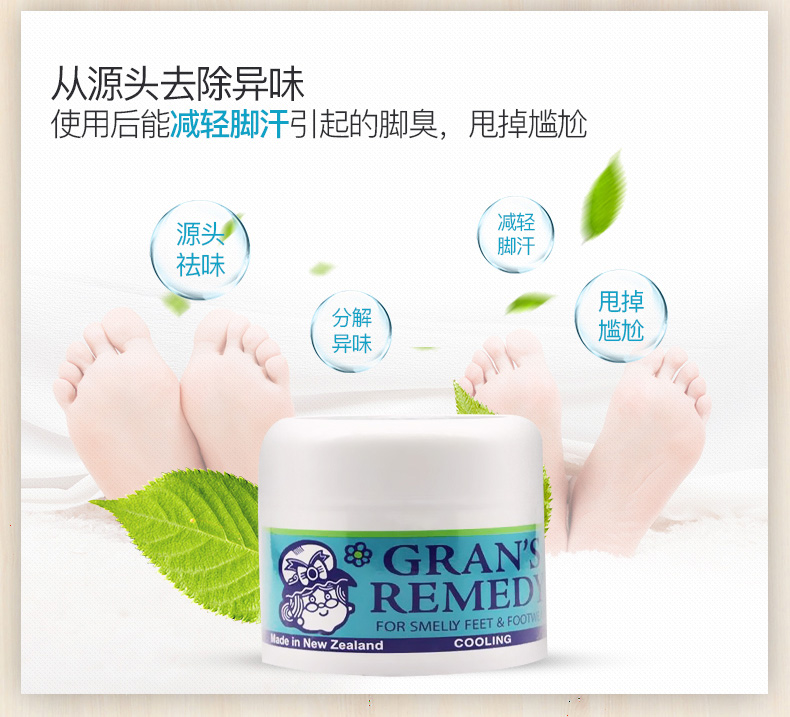 从源头去除异味
使用后能减轻脚汗引起的脚臭，甩掉尴尬
源头
祛味
减轻
脚汗
分解
异味
甩掉
尴尬
GRAN'S
REMEDY
FOR SMELLY FEET & FOOTWE
Made in New Zealand
COOLING